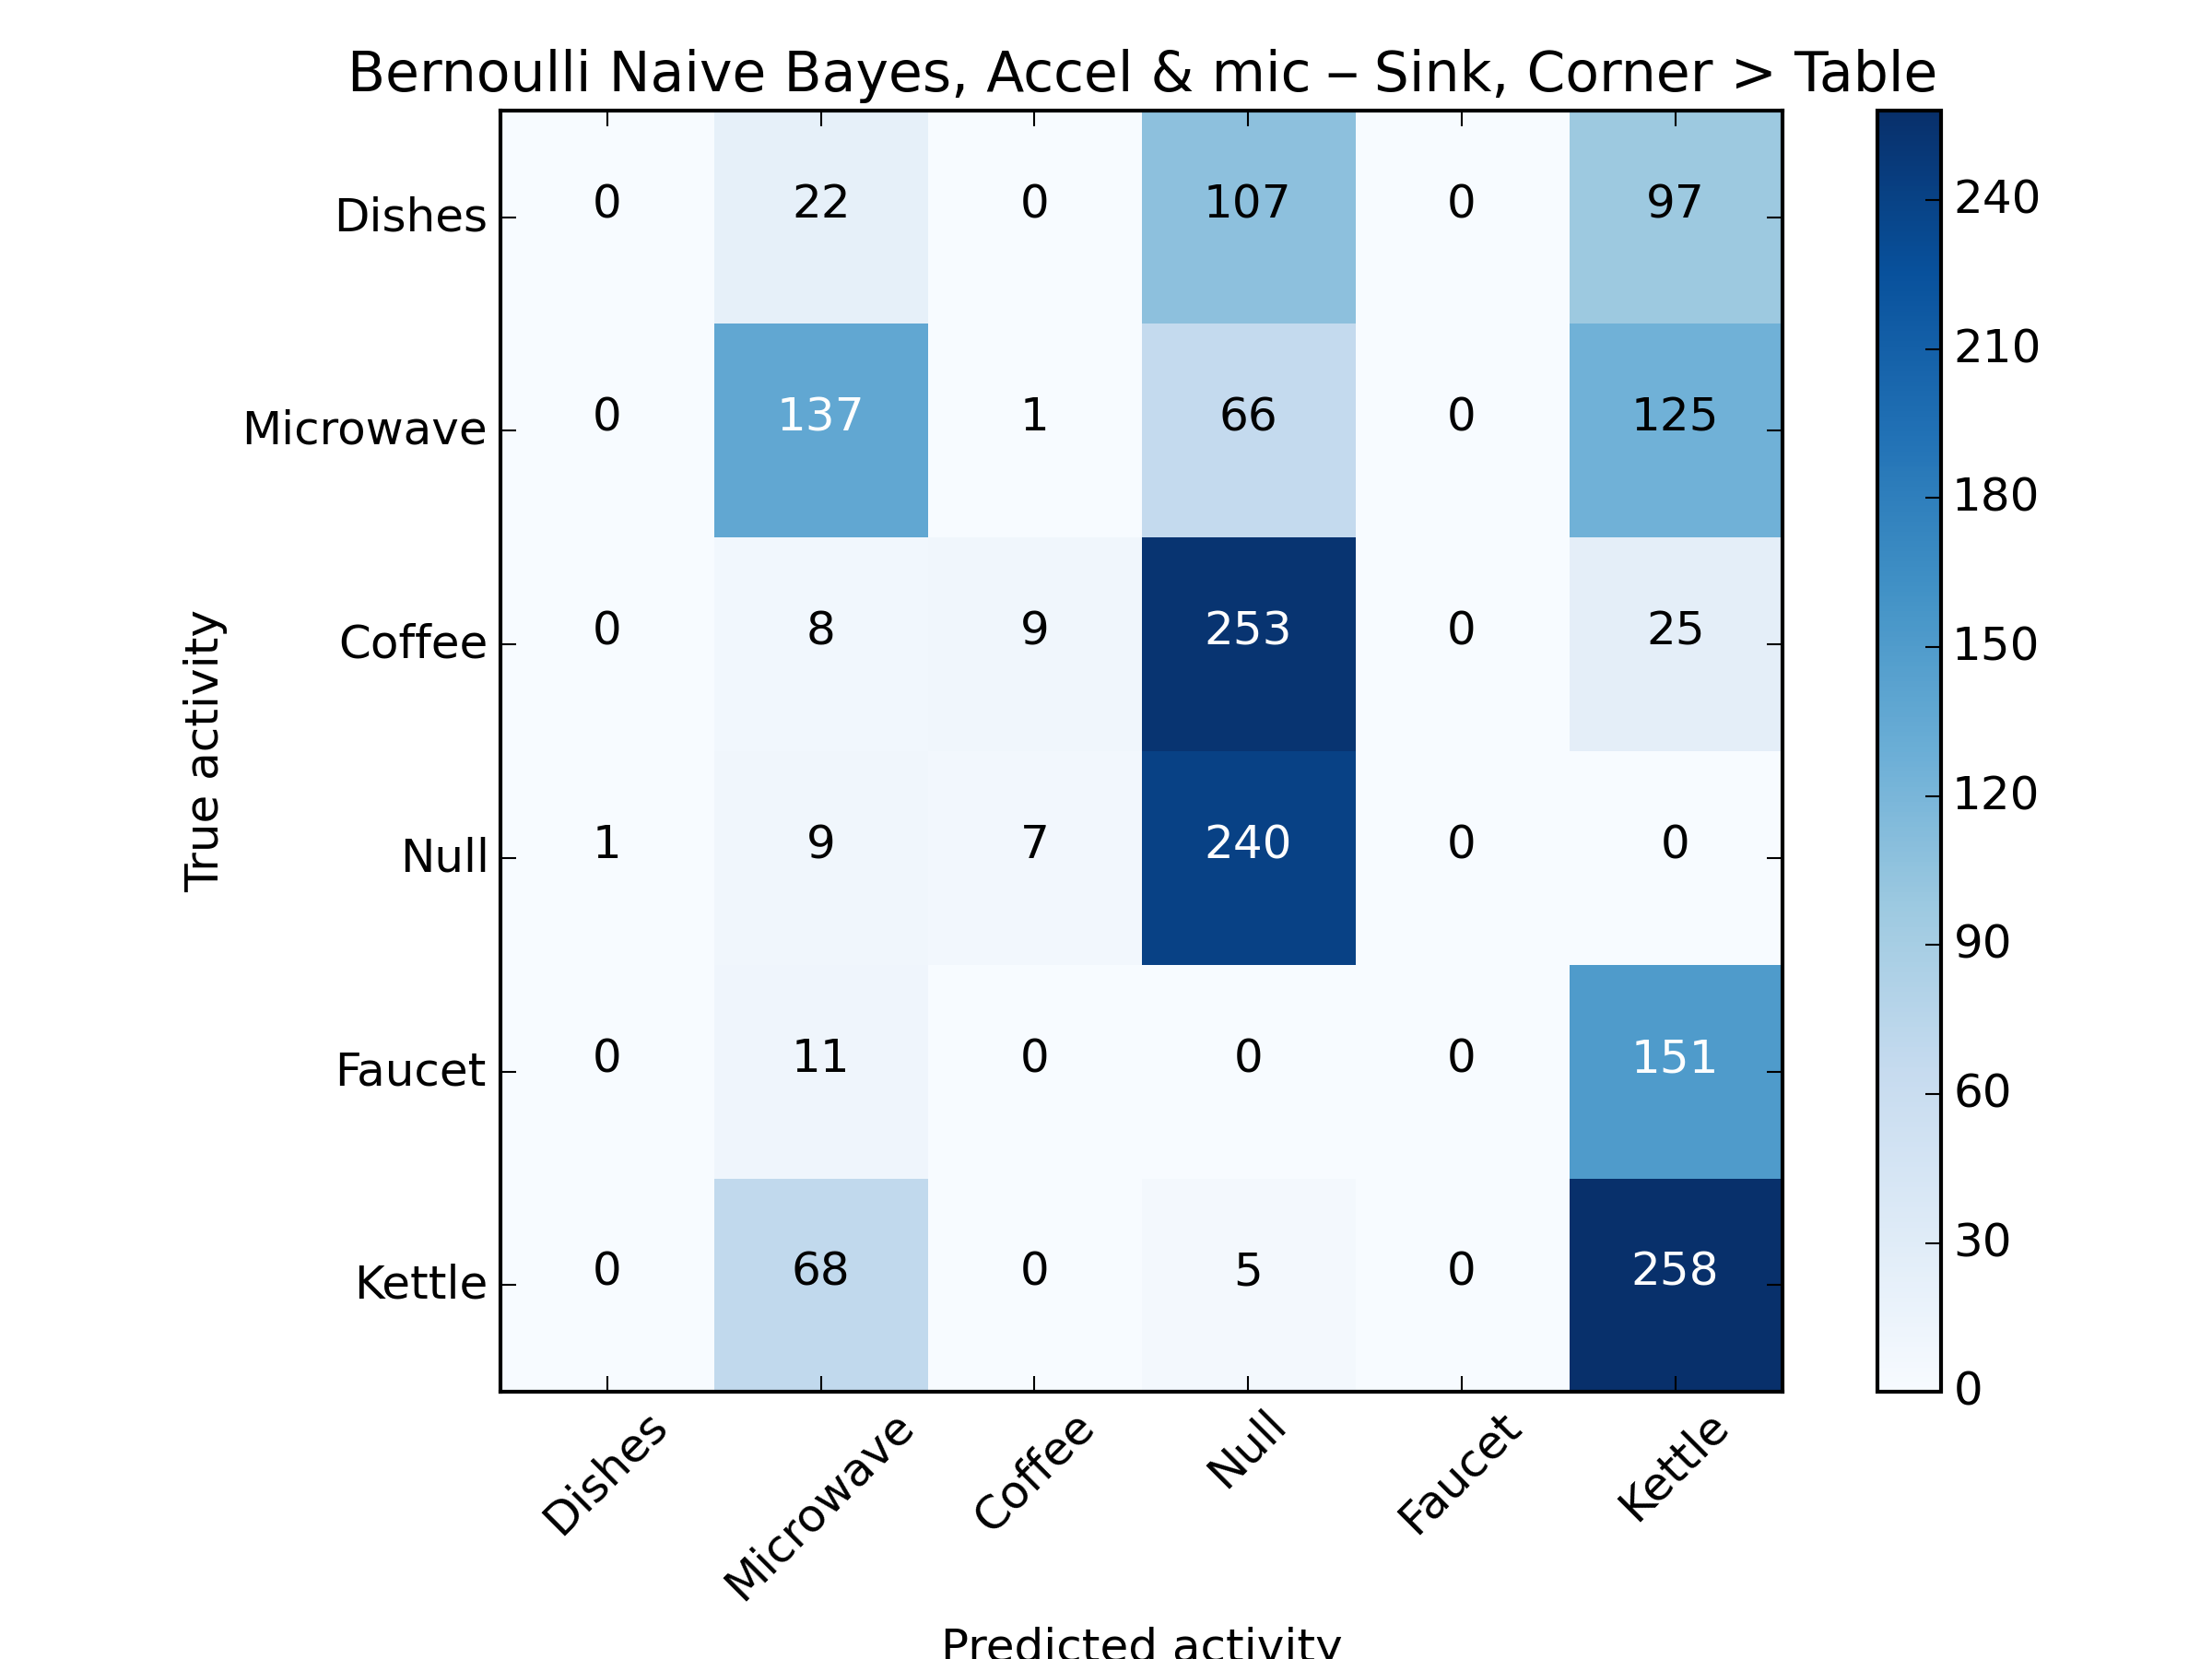 Bernoulli Naive Bayes, Accel & mic – Sink, Corner > Table
Dishes 0 22 0 107 0 97
Microwave 0 137 1 66 0 125
Coffee 0 8 9 253 0 25
Null 1 9 7 240 0 0
Faucet 0 11 0 0 0 151
Kettle 0 68 0 5 0 258
True activity
Dishes Microwave Coffee Null Faucet Kettle
Predicted activity
240
210
180
150
120
90
60
30
0